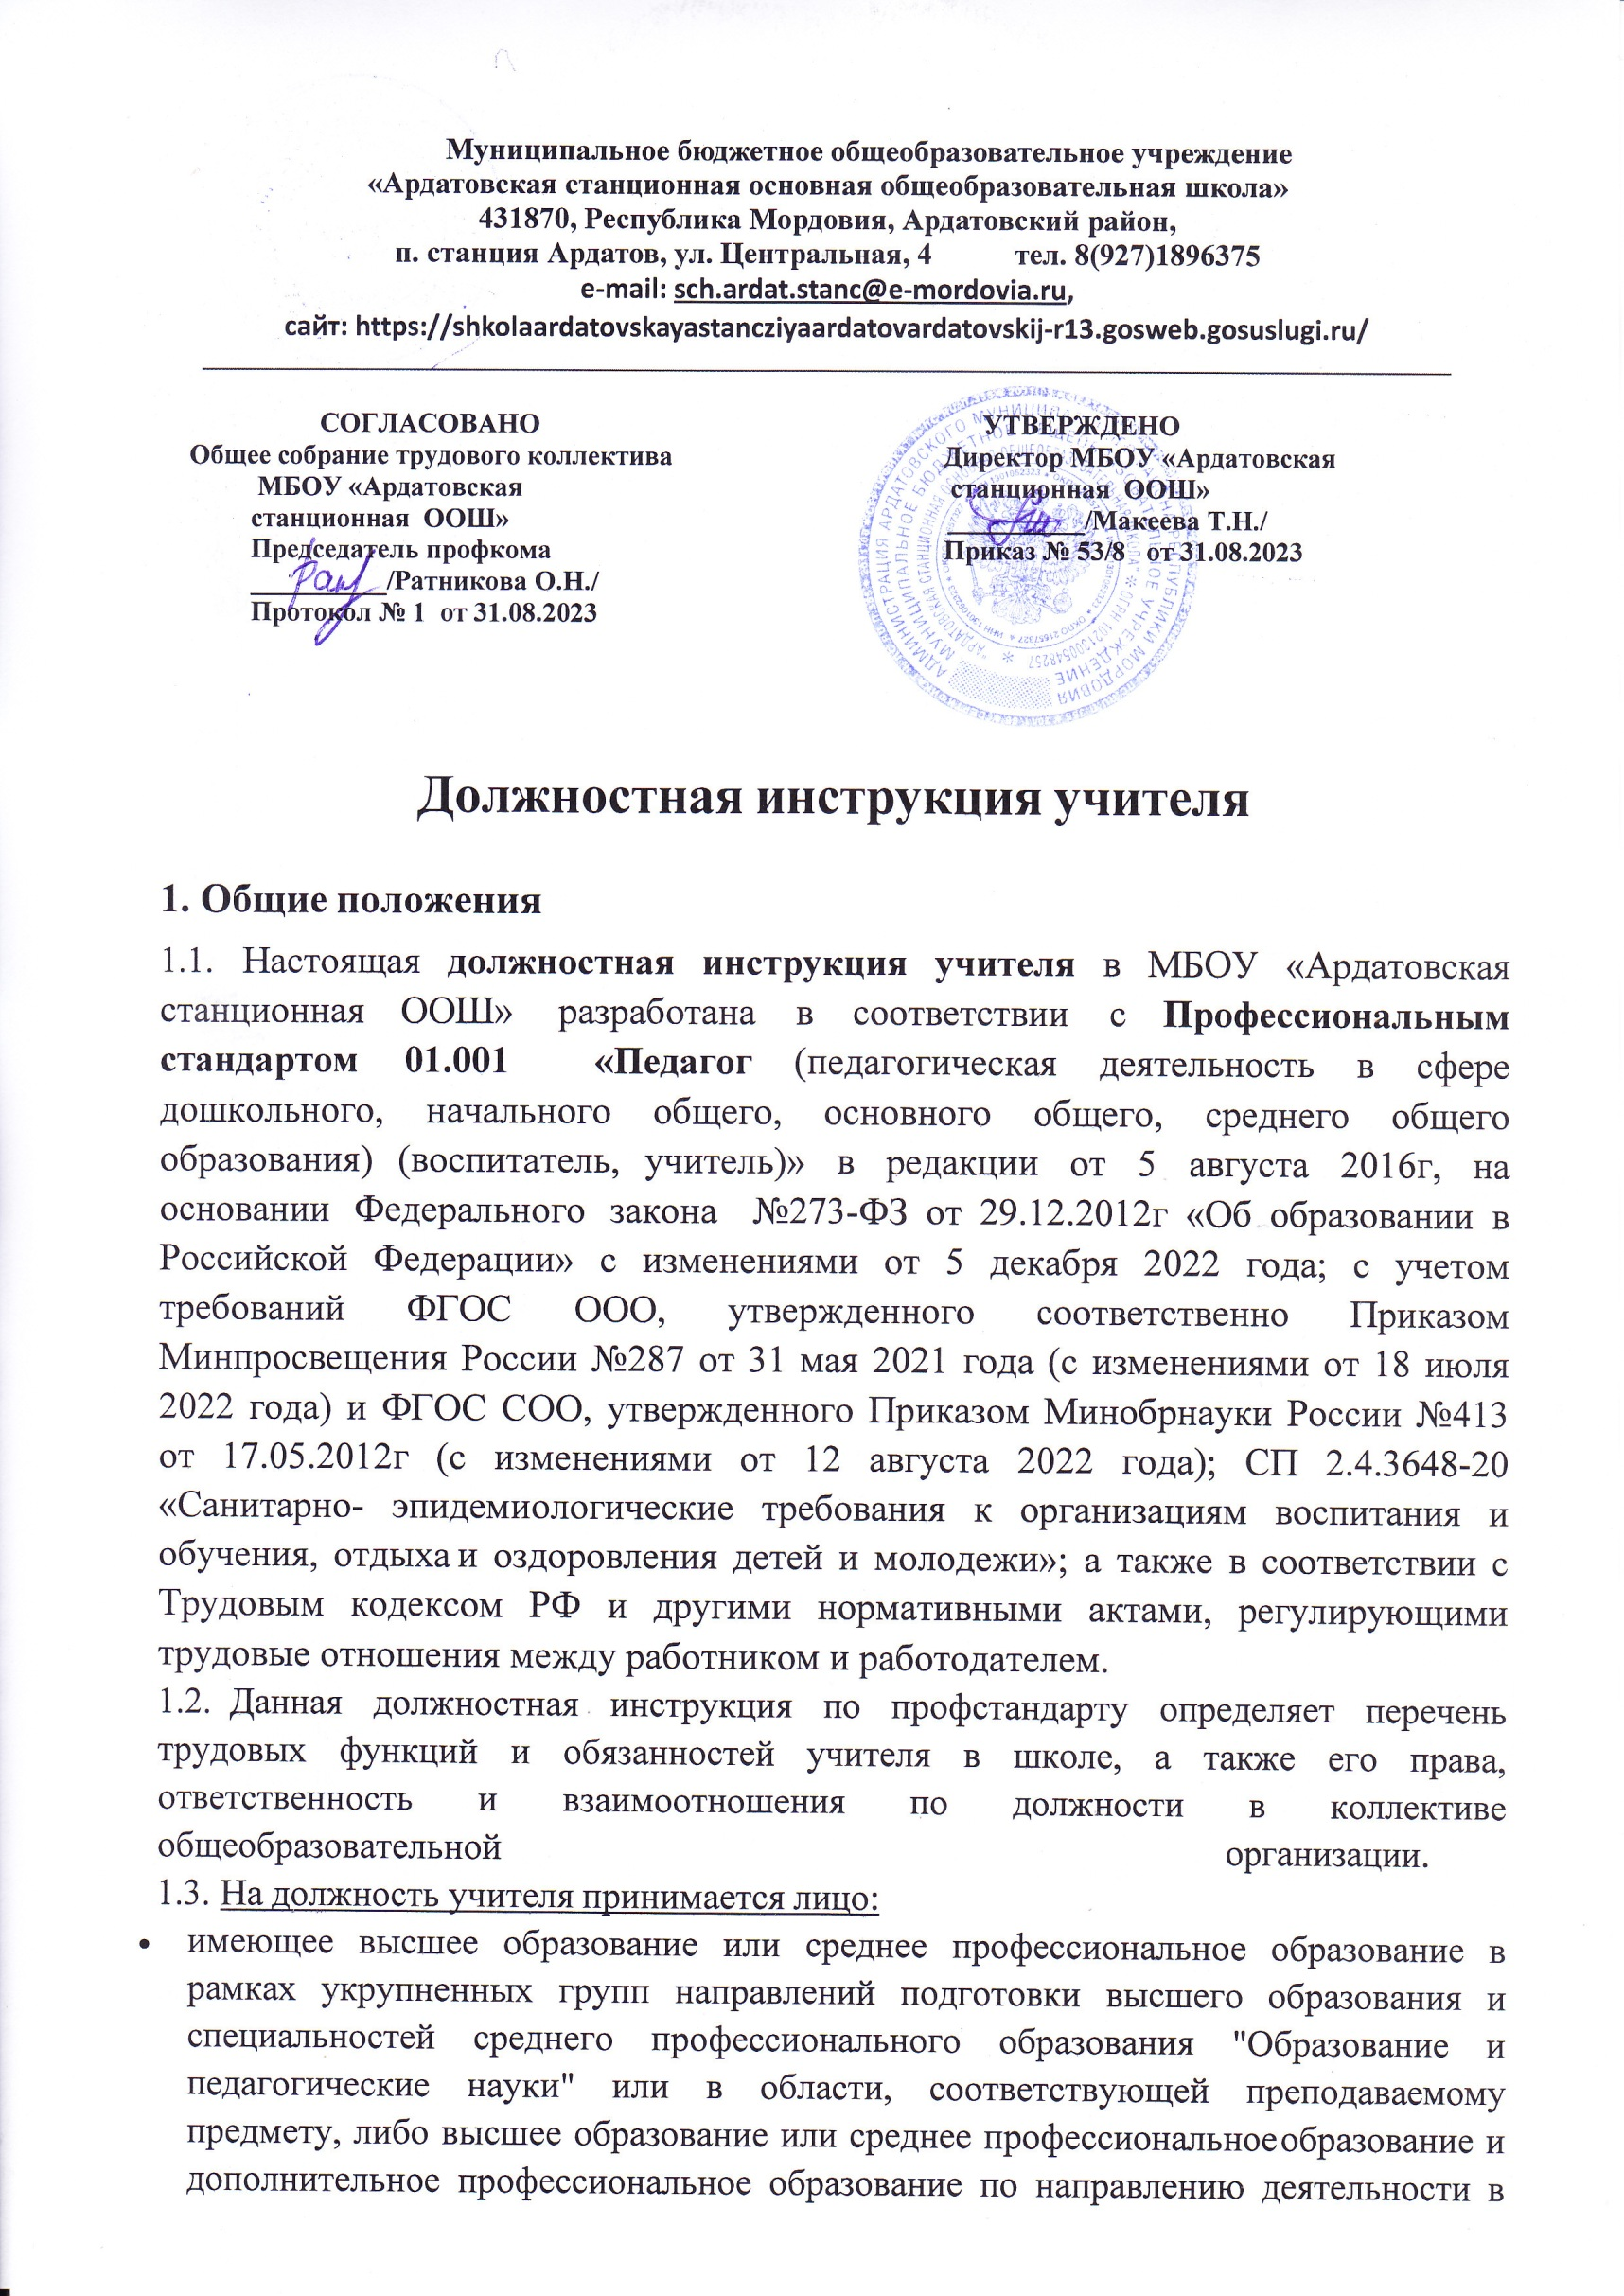 Муниципальное бюджетное общеобразовательное учреждение
«Ардатовская станционная основная общеобразовательная школа»
431870, Республика Мордовия, Ардатовский район,
п. станция Ардатов, ул. Центральная, 4 тел. 8(927)1896375
e-mail: sch.ardat.stanc@e-mordovia.ru,
сайт: https://shkolaardatovskayastancziyaardatovardatovskij-r13.gosweb.gosuslugi.ru/
СОГЛАСОВАНО
Общее собрание трудового коллектива
МБОУ «Ардатовская
станционная ООШ»
Председатель профкома
/Ратникова О.Н./
Протокол № 1 от 31.08.2023
УТВЕРЖДЕНО
Директор МБОУ «Ардатовская
станционная ООШ»
/Макеева Т.Н./
Приказ № 53/8 от 31.08.2023
Должностная инструкция учителя
1. Общие положения
1.1. Настоящая должностная инструкция учителя в МБОУ «Ардатовская
станционная ООШ» разработана в соответствии с Профессиональным
стандартом 01.001 «Педагог (педагогическая деятельность в сфере
дошкольного, начального общего, основного общего, среднего общего
образования) (воспитатель, учитель)» в редакции от 5 августа 2016г, на
основании Федерального закона №273-ФЗ от 29.12.2012г «Об образовании в
Российской Федерации» с изменениями от 5 декабря 2022 года; с учетом
требований ФГОС ООО, утвержденного соответственно Приказом
Минпросвещения России №287 от 31 мая 2021 года (с изменениями от 18 июля
2022 года) и ФГОС СОО, утвержденного Приказом Минобрнауки России №413
от 17.05.2012г (с изменениями от 12 августа 2022 года); СП 2.4.3648-20
«Санитарно- эпидемиологические требования к организациям воспитания и
обучения, отдыха и оздоровления детей и молодежи»; а также в соответствии с
Трудовым кодексом РФ и другими нормативными актами, регулирующими
трудовые отношения между работником и работодателем.
1.2. Данная должностная инструкция по профстандарту определяет перечень
трудовых функций и обязанностей учителя в школе, а также его права,
ответственность и взаимоотношения по должности в коллективе
общеобразовательной организации.
1.3. На должность учителя принимается лицо:
• имеющее высшее образование или среднее профессиональное образование в
рамках укрупненных групп направлений подготовки высшего образования и
специальностей среднего профессионального образования "Образование и
педагогические науки" или в области, соответствующей преподаваемому
предмету, либо высшее образование или среднее профессиональное образование и
дополнительное профессиональное образование по направлению деятельности в